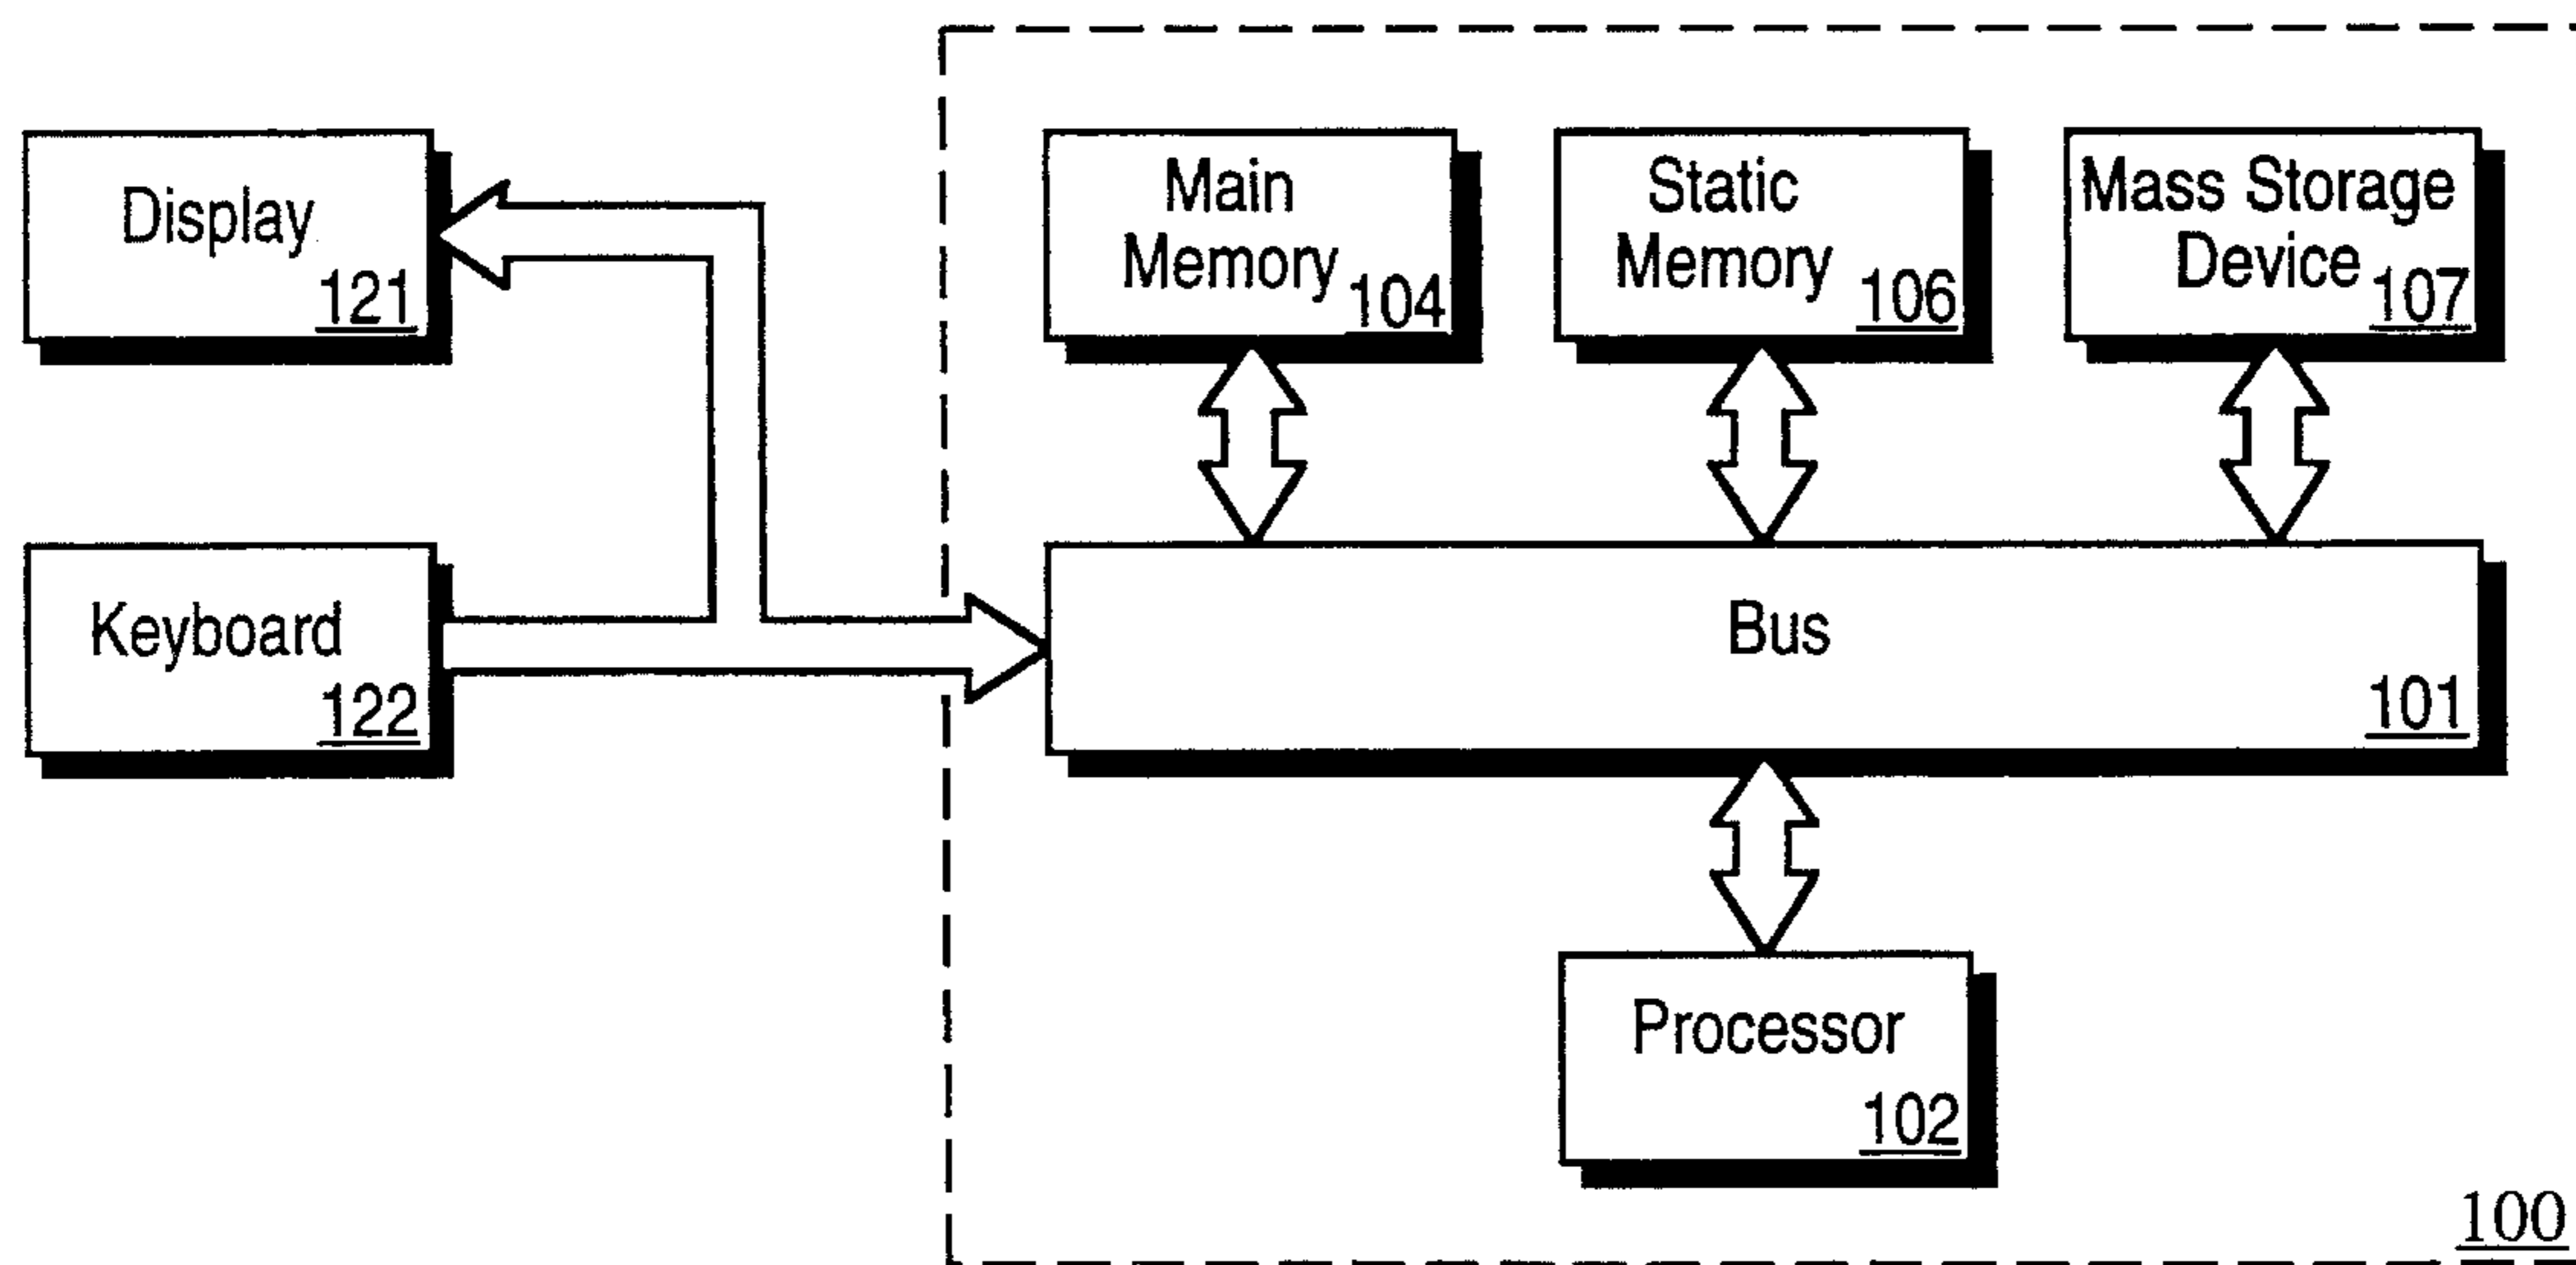 Display
121
Main
Memory
104
Static
Memory
106
Mass Storage
Device
107
Keyboard
122
Bus
101
Processor
102
100